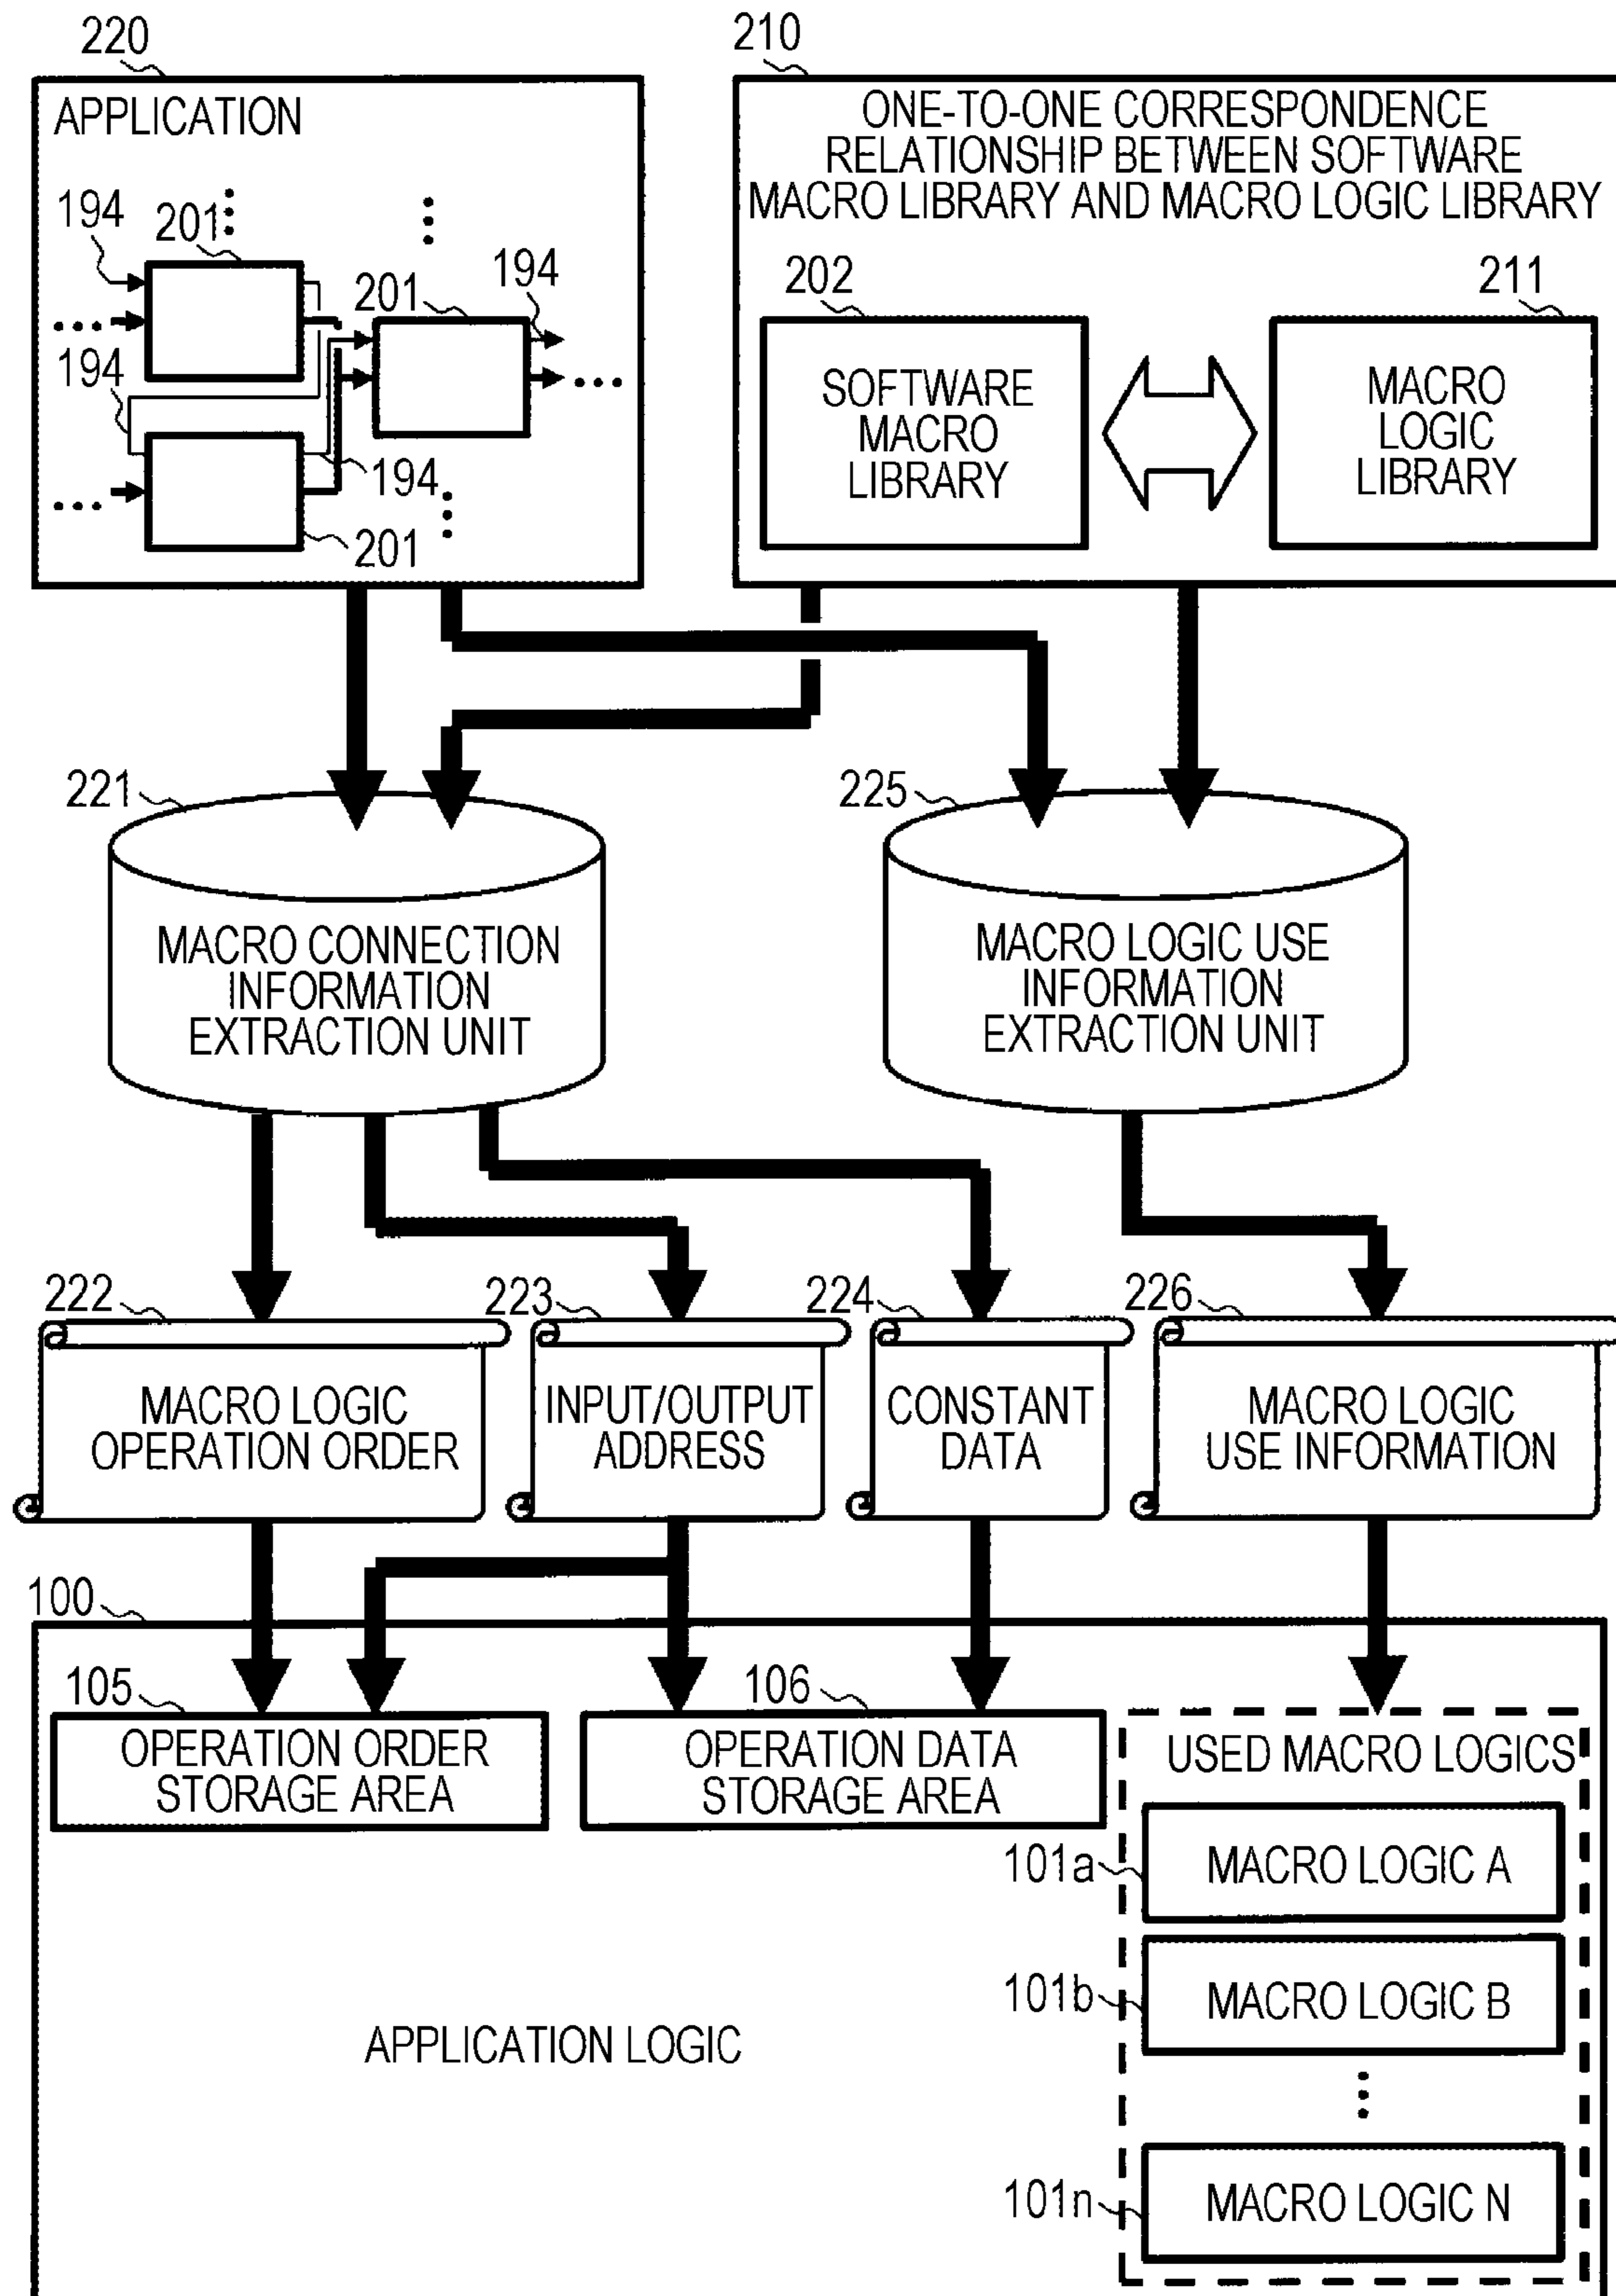 220
210
APPLICATION
ONE-TO-ONE CORRESPONDENCE
RELATIONSHIP BETWEEN SOFTWARE
MACRO LIBRARY AND MACRO LOGIC LIBRARY
194
201
194
201
202
211
194
194
201
SOFTWARE
MACRO
LIBRARY
MACRO
LOGIC
LIBRARY
221
225
MACRO CONNECTION
INFORMATION
EXTRACTION UNIT
MACRO LOGIC USE
INFORMATION
EXTRACTION UNIT
222
223
224
226
MACRO LOGIC
OPERATION ORDER
INPUT/OUTPUT
ADDRESS
CONSTANT
DATA
MACRO LOGIC
USE INFORMATION
100
105
106
OPERATION ORDER
STORAGE AREA
OPERATION DATA
STORAGE AREA
USED MACRO LOGICS
101a
MACRO LOGIC A
101b
MACRO LOGIC B
APPLICATION LOGIC
101n
MACRO LOGIC N